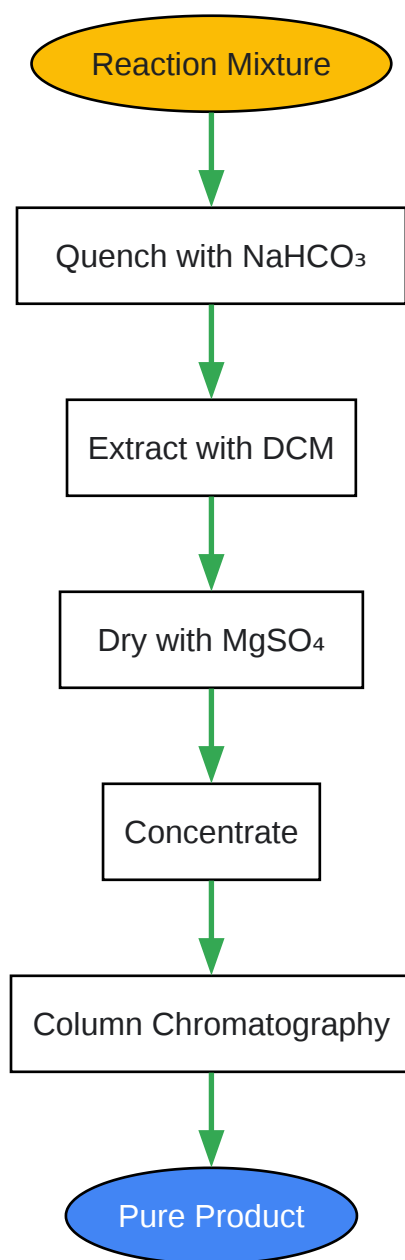 Reaction Mixture
Quench with NaHCO₃
Extract with DCM
Dry with MgSO₄
Concentrate
Column Chromatography
Pure Product